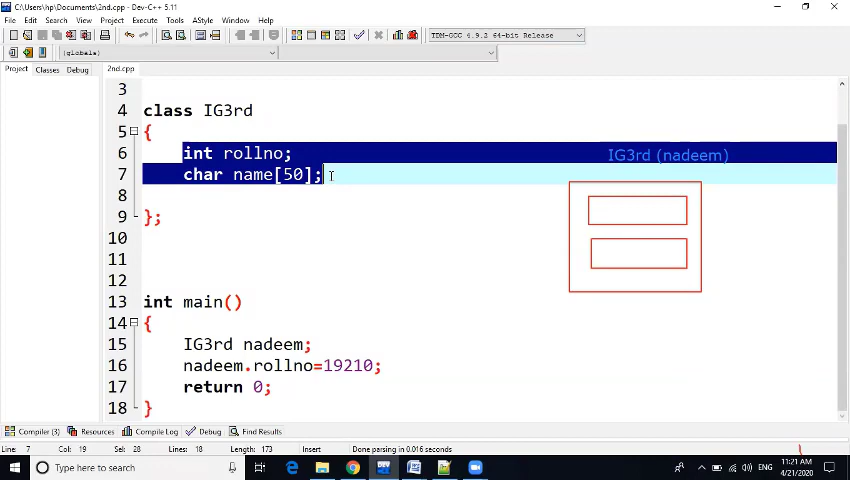 C:\Users\hp\Documents\2nd.cpp - Dev-C++ 5.11
File Edit Search View Project Execute Tools AStyle Window Help
TDM-GCC 4.9.2 64-bit Release
(globals)
Project Classes Debug 2nd.cpp
3
4 class IG3rd
5 {
6 int rollno;
IG3rd (nadeem)
7 char name[50];
8
9 };
10
11
12
13 int main()
14 {
15 IG3rd nadeem;
16 nadeem.rollno=19210;
17 return 0;
18 }
Compiler (3) Resources Compile Log Debug Find Results
Line: 7 Col: 19 Sel: 28 Lines: 18 Length: 173 Insert Done parsing in 0.016 seconds
Type here to search
ENG
11:21 AM
4/21/2020